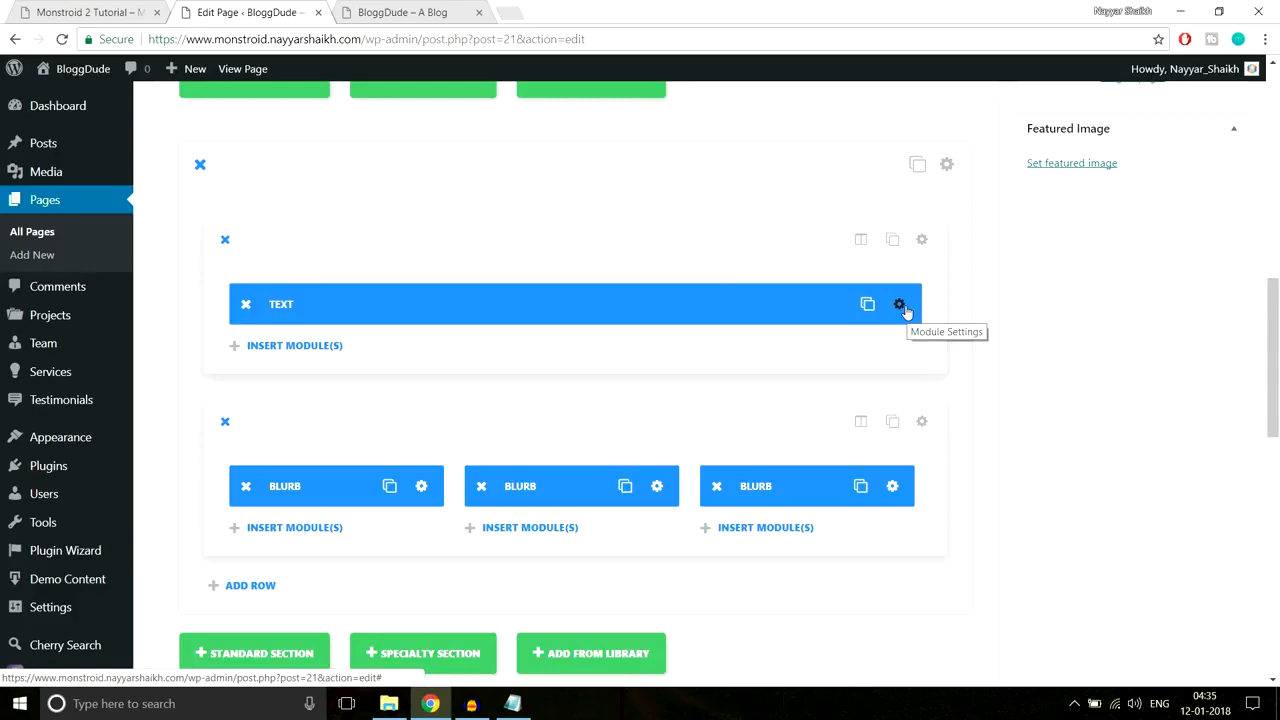 Monstroid 2 Tutorial – M
Edit Page ‹ BloggDude —
BloggDude – A Blog
Nayyar Shaikh
Secure
https://www.monstroid.nayyarshaikh.com/wp-admin/post.php?post=21&action=edit
BloggDude
0
New
View Page
Howdy, Nayyar_Shaikh
Dashboard
Posts
Media
Pages
All Pages
Add New
Comments
Projects
Team
Services
Testimonials
Appearance
Plugins
Users
Tools
Plugin Wizard
Demo Content
Settings
Cherry Search
Featured Image
Set featured image
TEXT
Module Settings
INSERT MODULE(S)
BLURB
BLURB
BLURB
INSERT MODULE(S)
INSERT MODULE(S)
INSERT MODULE(S)
ADD ROW
STANDARD SECTION
SPECIALTY SECTION
ADD FROM LIBRARY
https://www.monstroid.nayyarshaikh.com/wp-admin/post.php?post=21&action=edit#
Type here to search
ENG
04:35
12-01-2018